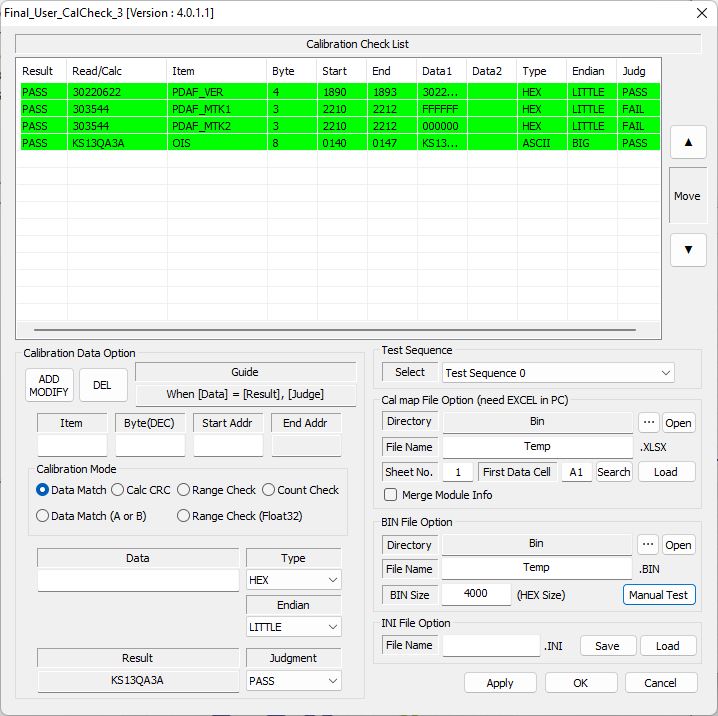 Final_User_CalCheck_3 [Version : 4.0.1.1]
Calibration Check List
Result Read/Calc Item Byte Start End Data1 Data2 Type Endian Judg
PASS 30220622 PDAF_VER 4 1890 1893 3022... HEX LITTLE PASS
PASS 303544 PDAF_MTK1 3 2210 2212 FFFFFF HEX LITTLE FAIL
PASS 303544 PDAF_MTK2 3 2210 2212 000000 HEX LITTLE FAIL
PASS KS13QA3A OIS 8 0140 0147 KS13... ASCII BIG PASS
▲
Move
▼
Calibration Data Option
ADD
MODIFY
DEL
Guide
When [Data] = [Result], [Judge]
Item Byte(DEC) Start Addr End Addr
Calibration Mode
Data Match Calc CRC Range Check Count Check
Data Match (A or B) Range Check (Float32)
Data Type
HEX
Endian
LITTLE
Result Judgment
KS13QA3A PASS
Test Sequence
Select Test Sequence 0
Cal map File Option (need EXCEL in PC)
Directory Bin ... Open
File Name Temp .XLSX
Sheet No. 1 First Data Cell A1 Search Load
Merge Module Info
BIN File Option
Directory Bin ... Open
File Name Temp .BIN
BIN Size 4000 (HEX Size) Manual Test
INI File Option
File Name .INI Save Load
Apply OK Cancel